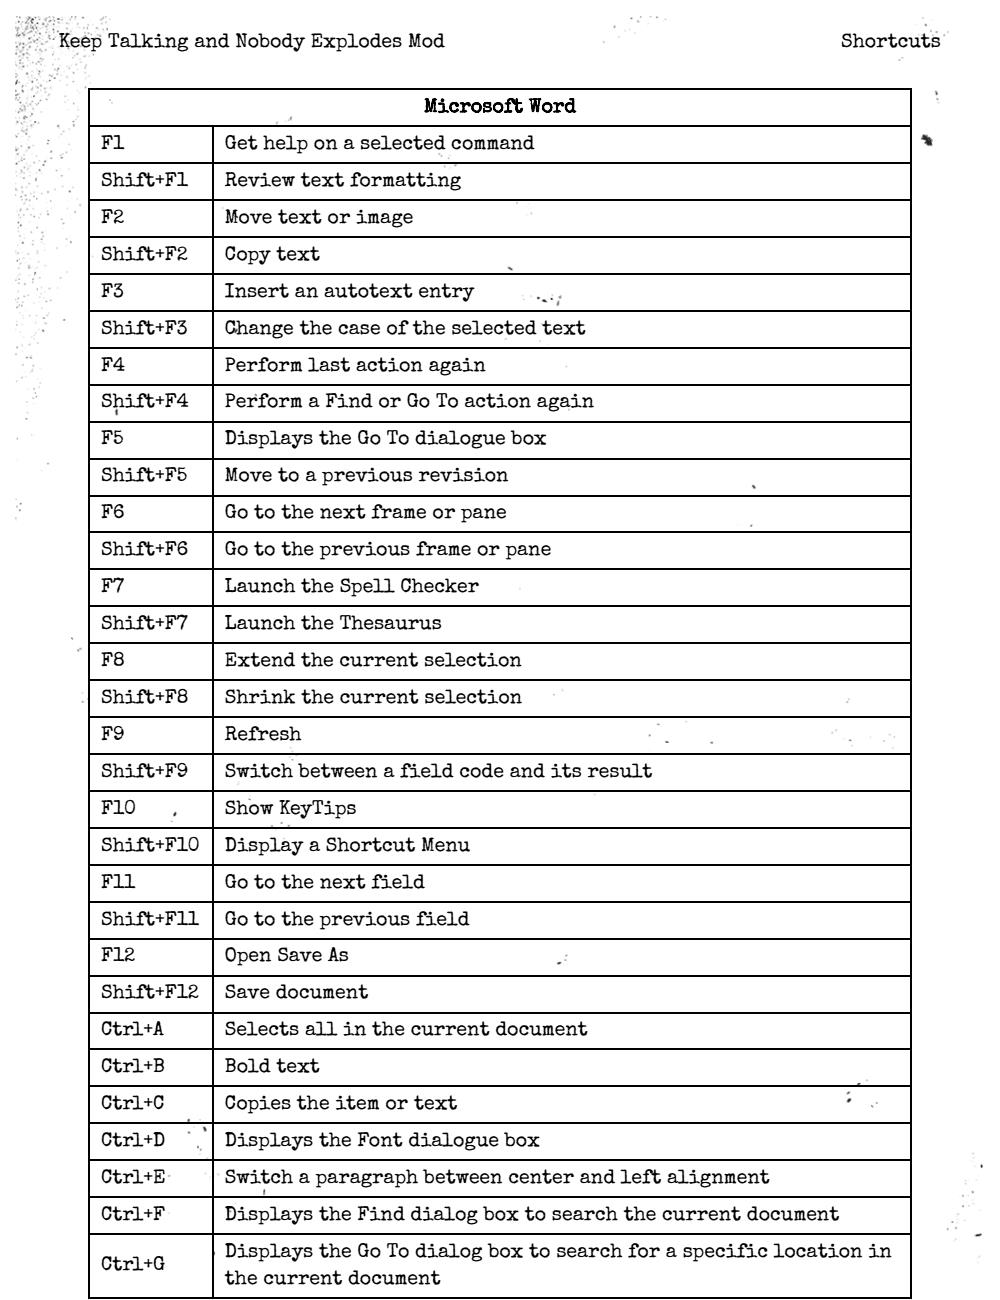 Keep Talking and Nobody Explodes Mod Shortcuts
Microsoft Word
F1 Get help on a selected command
Shift+F1 Review text formatting
F2 Move text or image
Shift+F2 Copy text
F3 Insert an autotext entry
Shift+F3 Change the case of the selected text
F4 Perform last action again
Shift+F4 Perform a Find or Go To action again
F5 Displays the Go To dialogue box
Shift+F5 Move to a previous revision
F6 Go to the next frame or pane
Shift+F6 Go to the previous frame or pane
F7 Launch the Spell Checker
Shift+F7 Launch the Thesaurus
F8 Extend the current selection
Shift+F8 Shrink the current selection
F9 Refresh
Shift+F9 Switch between a field code and its result
F10 Show KeyTips
Shift+F10 Display a Shortcut Menu
F11 Go to the next field
Shift+F11 Go to the previous field
F12 Open Save As
Shift+F12 Save document
Ctrl+A Selects all in the current document
Ctrl+B Bold text
Ctrl+C Copies the item or text
Ctrl+D Displays the Font dialogue box
Ctrl+E Switch a paragraph between center and left alignment
Ctrl+F Displays the Find dialog box to search the current document
Ctrl+G Displays the Go To dialog box to search for a specific location in
the current document